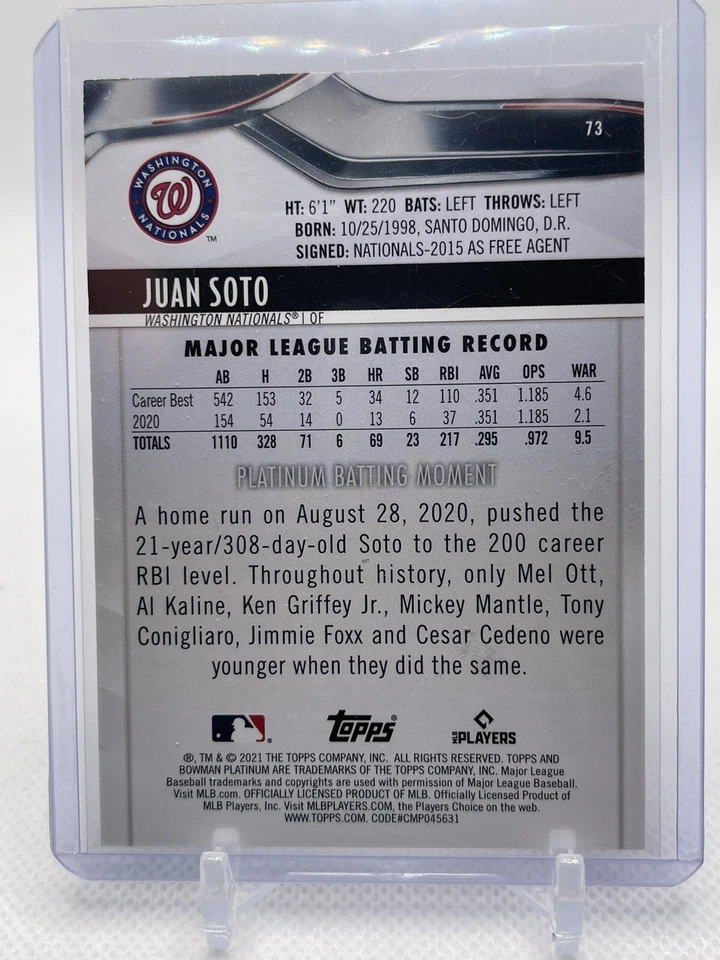 73
WASHINGTON NATIONALS
W
TM
HT: 6'1" WT: 220 BATS: LEFT THROWS: LEFT
BORN: 10/25/1998, SANTO DOMINGO, D.R.
SIGNED: NATIONALS-2015 AS FREE AGENT
JUAN SOTO
WASHINGTON NATIONALS® | OF
MAJOR LEAGUE BATTING RECORD
AB H 2B 3B HR SB RBI AVG OPS WAR
Career Best 542 153 32 5 34 12 110 .351 1.185 4.6
2020 154 54 14 0 13 6 37 .351 1.185 2.1
TOTALS 1110 328 71 6 69 23 217 .295 .972 9.5
PLATINUM BATTING MOMENT
A home run on August 28, 2020, pushed the
21-year/308-day-old Soto to the 200 career
RBI level. Throughout history, only Mel Ott,
Al Kaline, Ken Griffey Jr., Mickey Mantle, Tony
Conigliaro, Jimmie Foxx and Cesar Cedeno were
younger when they did the same.
Topps® MLB PLAYERS
®, TM & © 2021 THE TOPPS COMPANY, INC. ALL RIGHTS RESERVED. TOPPS AND
BOWMAN PLATINUM ARE TRADEMARKS OF THE TOPPS COMPANY, INC. Major League
Baseball trademarks and copyrights are used with permission of Major League Baseball.
Visit MLB.com. OFFICIALLY LICENSED PRODUCT OF MLB. Officially Licensed Product of
MLB Players, Inc. Visit MLBPLAYERS.COM, the Players Choice on the web.
WWW.TOPPS.COM. CODE#CMP045631